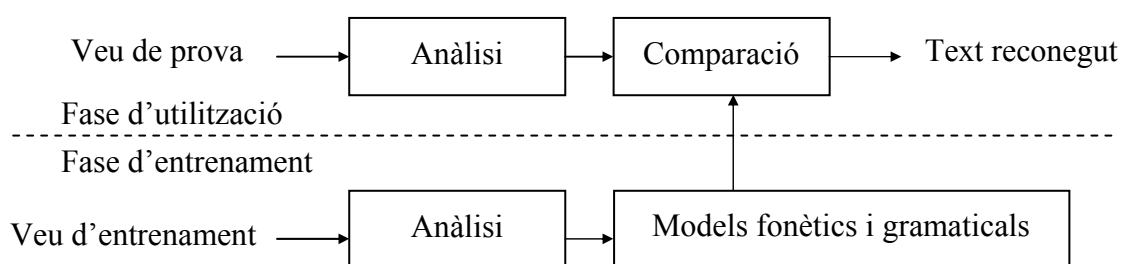 Veu de prova Anàlisi Comparació Text reconegut
Fase d’utilització
Fase d’entrenament
Veu d’entrenament Anàlisi Models fonètics i gramaticals